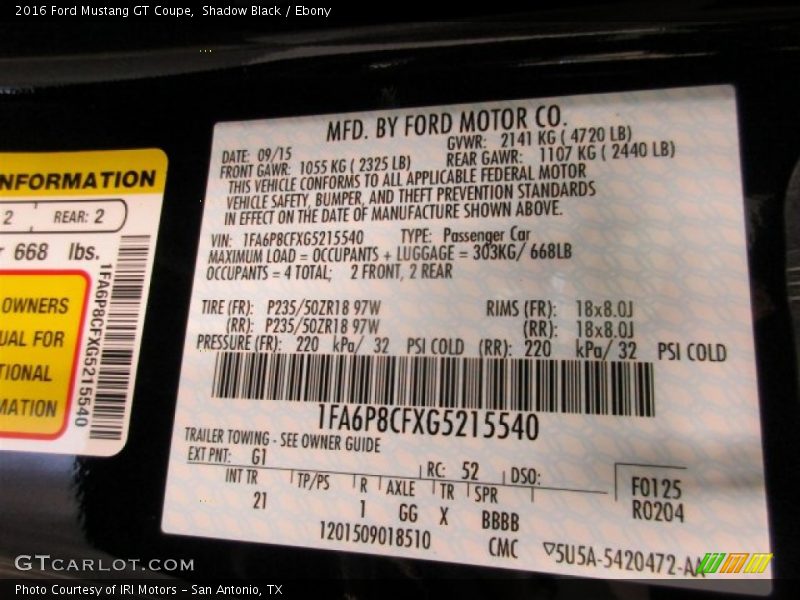 2016 Ford Mustang GT Coupe, Shadow Black / Ebony
NFORMATION
2 REAR: 2
r 668 lbs.
OWNERS
UAL FOR
TIONAL
MATION
1FA6P8CFXG5215540
MFD. BY FORD MOTOR CO.
DATE: 09/15 GVWR: 2141 KG ( 4720 LB)
FRONT GAWR: 1055 KG ( 2325 LB) REAR GAWR: 1107 KG ( 2440 LB)
THIS VEHICLE CONFORMS TO ALL APPLICABLE FEDERAL MOTOR
VEHICLE SAFETY, BUMPER, AND THEFT PREVENTION STANDARDS
IN EFFECT ON THE DATE OF MANUFACTURE SHOWN ABOVE.
VIN: 1FA6P8CFXG5215540 TYPE: Passenger Car
MAXIMUM LOAD = OCCUPANTS + LUGGAGE = 303KG/ 668LB
OCCUPANTS = 4 TOTAL; 2 FRONT, 2 REAR
TIRE (FR): P235/50ZR18 97W RIMS (FR): 18x8.0J
(RR): P235/50ZR18 97W (RR): 18x8.0J
PRESSURE (FR): 220 kPa/ 32 PSI COLD (RR): 220 kPa/ 32 PSI COLD
1FA6P8CFXG5215540
TRAILER TOWING - SEE OWNER GUIDE
EXT PNT: G1 RC: 52 DSO: F0125
INT TR TP/PS R AXLE TR SPR R0204
21 1 GG X BBBB
1201509018510 CMC ▽5U5A-5420472-AA
GTCARLOT.COM
Photo Courtesy of IRI Motors – San Antonio, TX